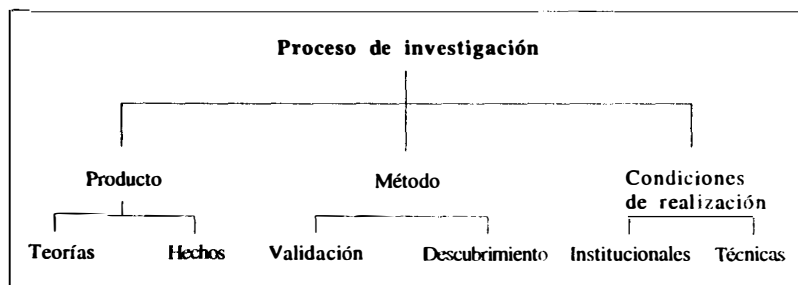 Proceso de investigación
Producto
Método
Condiciones
de realización
Teorías
Hechos
Validación
Descubrimiento
Institucionales
Técnicas